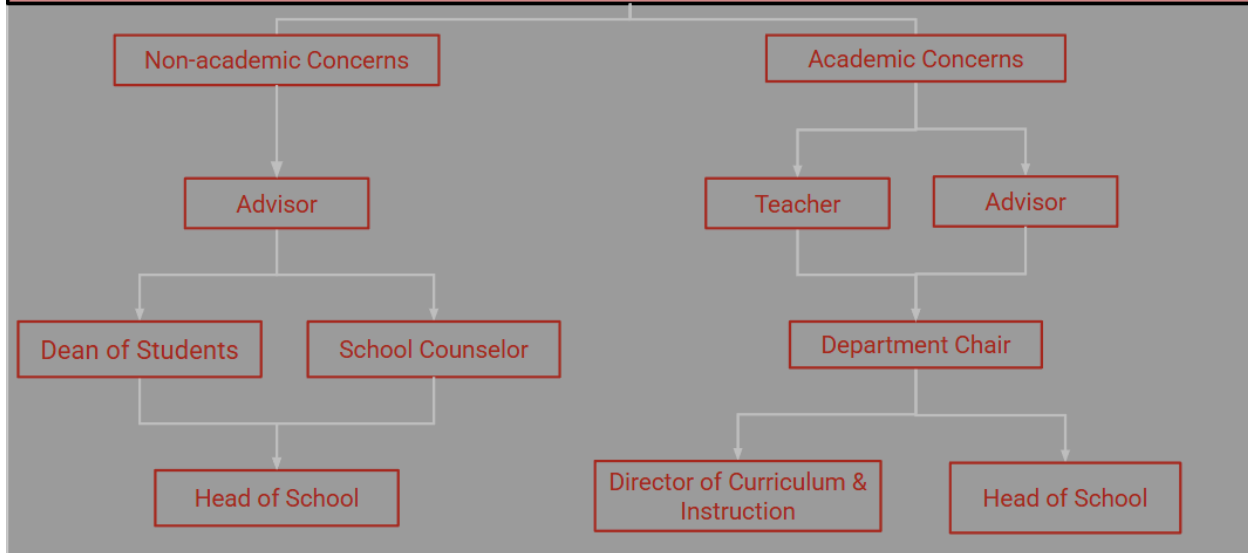 Non-academic Concerns
Academic Concerns
Advisor
Teacher
Advisor
Dean of Students
School Counselor
Department Chair
Head of School
Director of Curriculum &
Instruction
Head of School